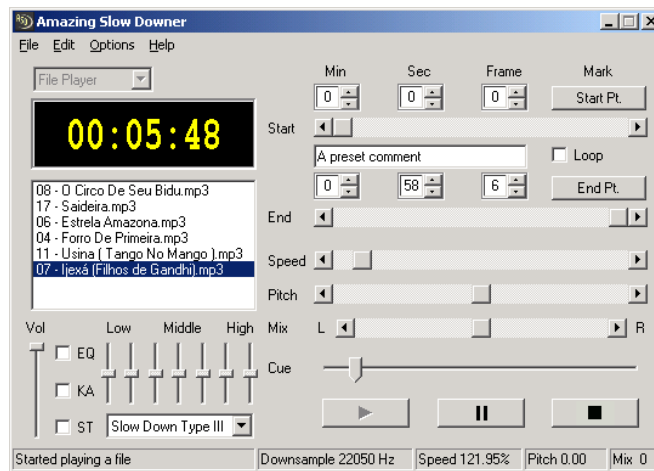 Amazing Slow Downer
File Edit Options Help
File Player
Min Sec Frame Mark
0 0 0 Start Pt.
00:05:48
Start
A preset comment Loop
0 58 6 End Pt.
08 - O Circo De Seu Bidu.mp3
17 - Saideira.mp3
06 - Estrela Amazona.mp3
04 - Forro De Primeira.mp3
11 - Usina ( Tango No Mango ).mp3
07 - Ijexá (Filhos de Gandhi).mp3
End
Speed
Pitch
Vol Low Middle High Mix L R
EQ
Cue
KA
ST Slow Down Type III
Started playing a file Downsample 22050 Hz Speed 121.95% Pitch 0.00 Mix 0